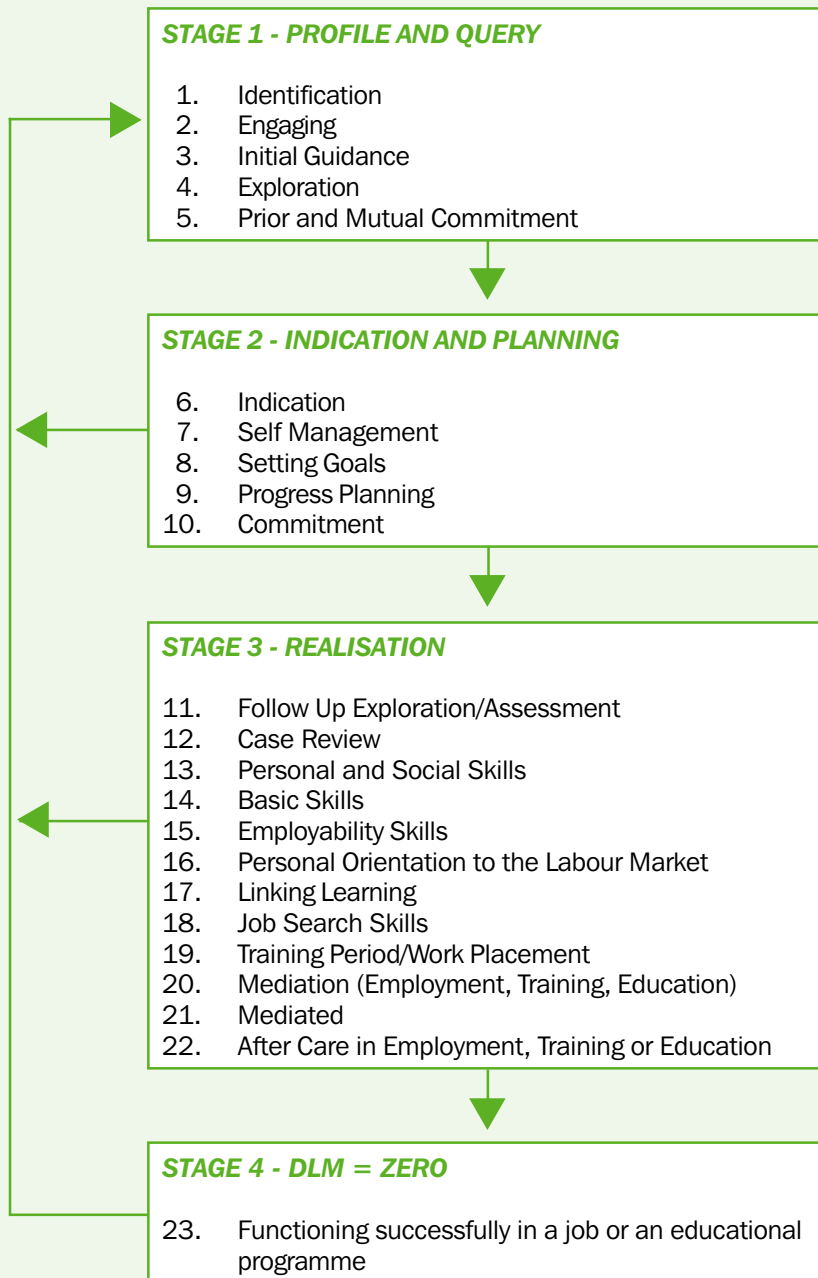 STAGE 1 - PROFILE AND QUERY
1. Identification
2. Engaging
3. Initial Guidance
4. Exploration
5. Prior and Mutual Commitment
STAGE 2 - INDICATION AND PLANNING
6. Indication
7. Self Management
8. Setting Goals
9. Progress Planning
10. Commitment
STAGE 3 - REALISATION
11. Follow Up Exploration/Assessment
12. Case Review
13. Personal and Social Skills
14. Basic Skills
15. Employability Skills
16. Personal Orientation to the Labour Market
17. Linking Learning
18. Job Search Skills
19. Training Period/Work Placement
20. Mediation (Employment, Training, Education)
21. Mediated
22. After Care in Employment, Training or Education
STAGE 4 - DLM = ZERO
23. Functioning successfully in a job or an educational
programme